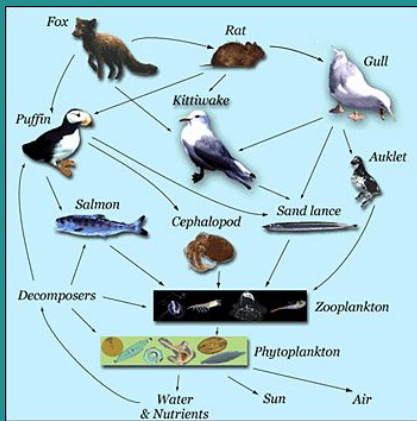 Fox
Rat
Gull
Kittiwake
Puffin
Auklet
Salmon
Cephalopod
Sand lance
Decomposers
Zooplankton
Phytoplankton
Water
& Nutrients
Sun
Air